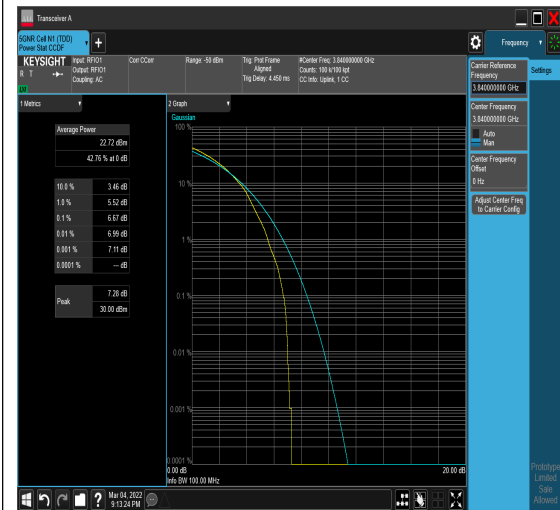 Transceiver A
5GNR Cell N1 (TDD)
Power Stat CCDF
Frequency
KEYSIGHT
R T
LXI
Input: RFIO1
Output: RFIO1
Coupling: AC
Corr CCorr
Range: -50 dBm
Trig: Prd Frame
Aligned
Trig Delay: 4.450 ms
#Center Freq: 3.840000000 GHz
Counts: 100 k/100 kpt
CC Info: Uplink, 1 CC
Carrier Reference
Frequency
3.840000000 GHz
Settings
Center Frequency
3.840000000 GHz
Auto
Man
Center Frequency
Offset
0 Hz
Adjust Center Freq
to Carrier Config
1 Metrics
Average Power
22.72 dBm
42.76 % at 0 dB
10.0 % 3.46 dB
1.0 % 5.52 dB
0.1 % 6.67 dB
0.01 % 6.99 dB
0.001 % 7.11 dB
0.0001 % --- dB
Peak
7.28 dB
30.00 dBm
2 Graph
Gaussian
100 %
10 %
1 %
0.1 %
0.01 %
0.001 %
0.0001 %
0.00 dB
20.00 dB
Info BW 100.00 MHz
Prototype
Limited
Sale
Allowed
?
Mar 04, 2022
9:13:24 PM